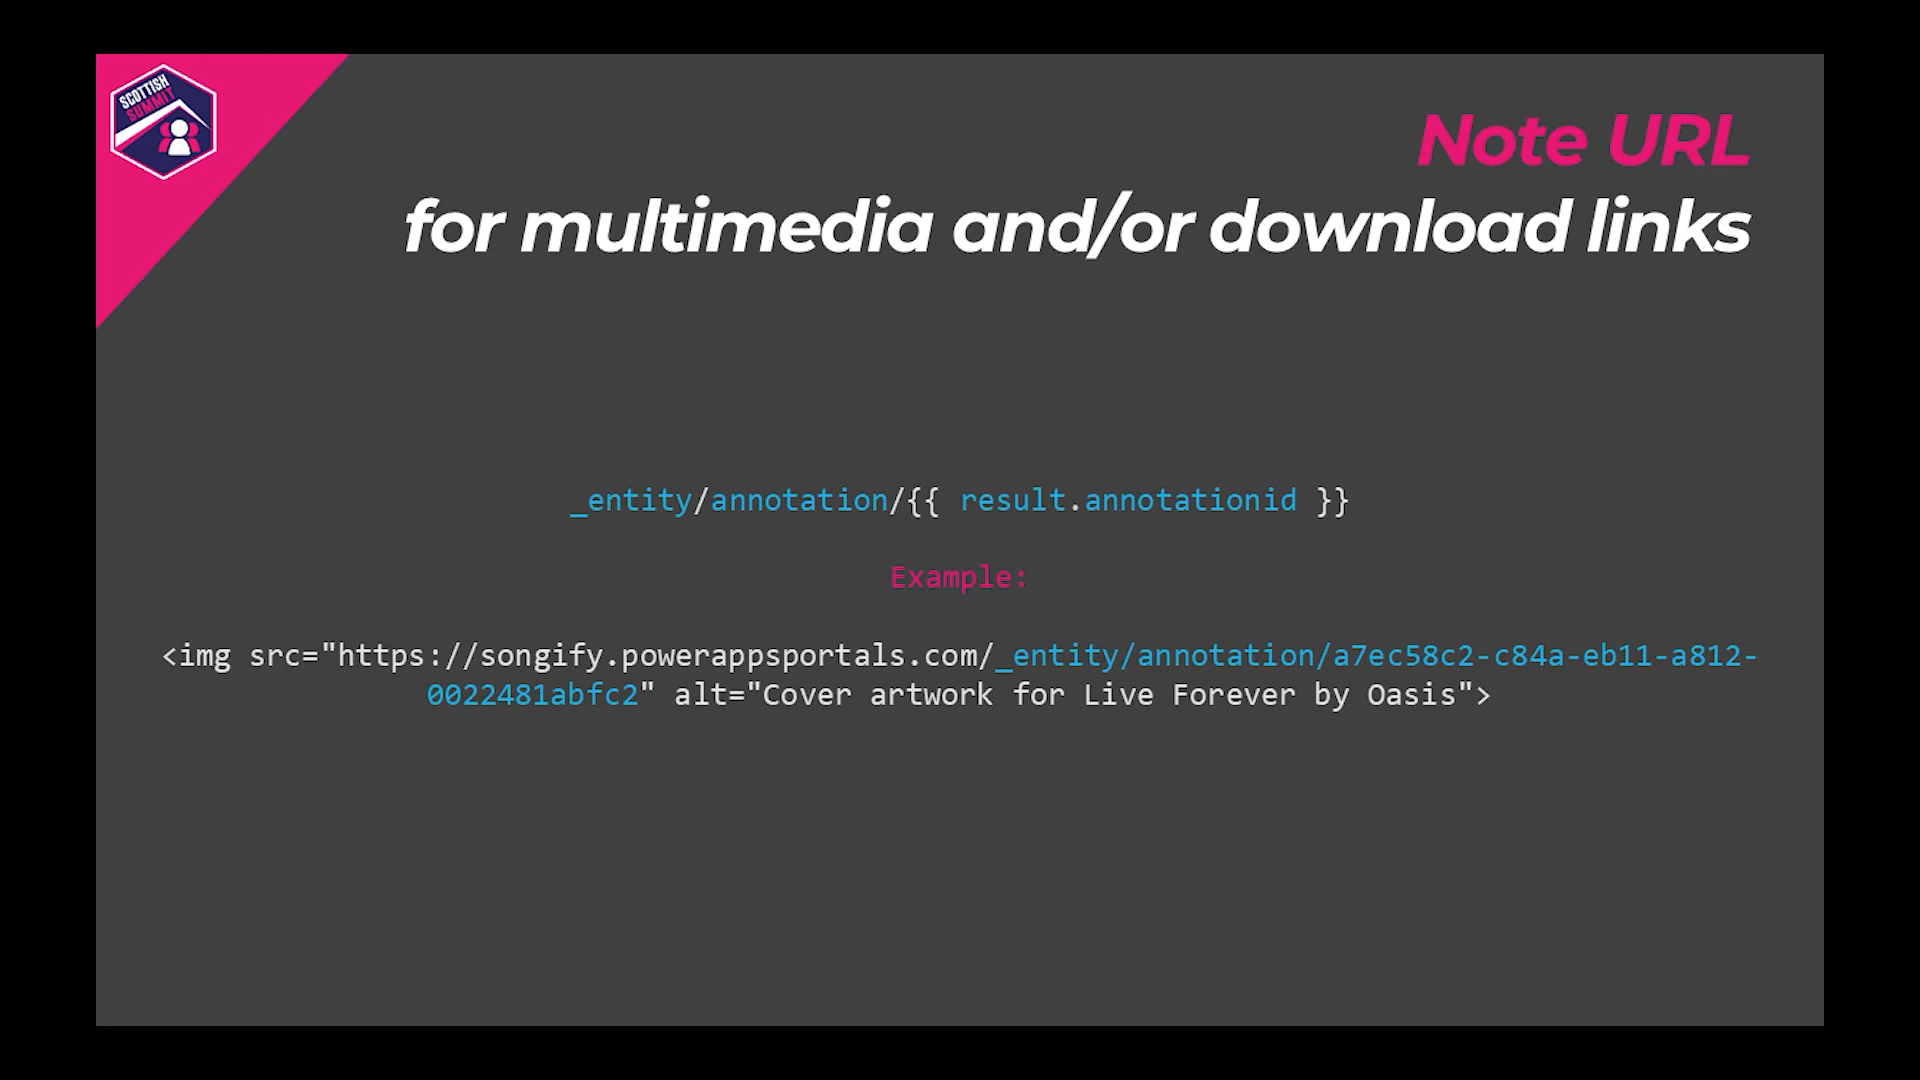 SCOTTISH
SUMMIT
Note URL
for multimedia and/or download links
_entity/annotation/{{ result.annotationid }}
Example:
<img src="https://songify.powerappsportals.com/_entity/annotation/a7ec58c2-c84a-eb11-a812-
0022481abfc2" alt="Cover artwork for Live Forever by Oasis">